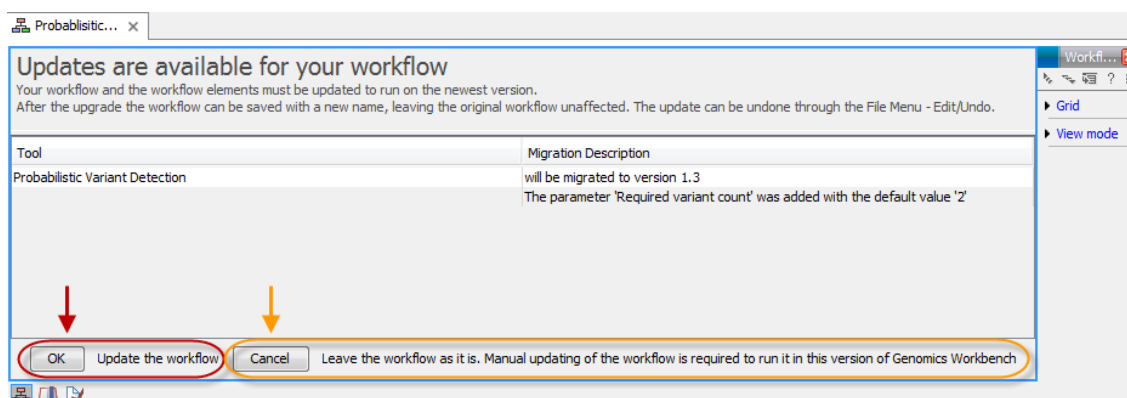 Probablisitic...
Workfl...
Updates are available for your workflow
Your workflow and the workflow elements must be updated to run on the newest version.
After the upgrade the workflow can be saved with a new name, leaving the original workflow unaffected. The update can be undone through the File Menu - Edit/Undo.
?
Grid
View mode
Tool Migration Description
Probabilistic Variant Detection will be migrated to version 1.3
The parameter 'Required variant count' was added with the default value '2'
OK Update the workflow Cancel Leave the workflow as it is. Manual updating of the workflow is required to run it in this version of Genomics Workbench